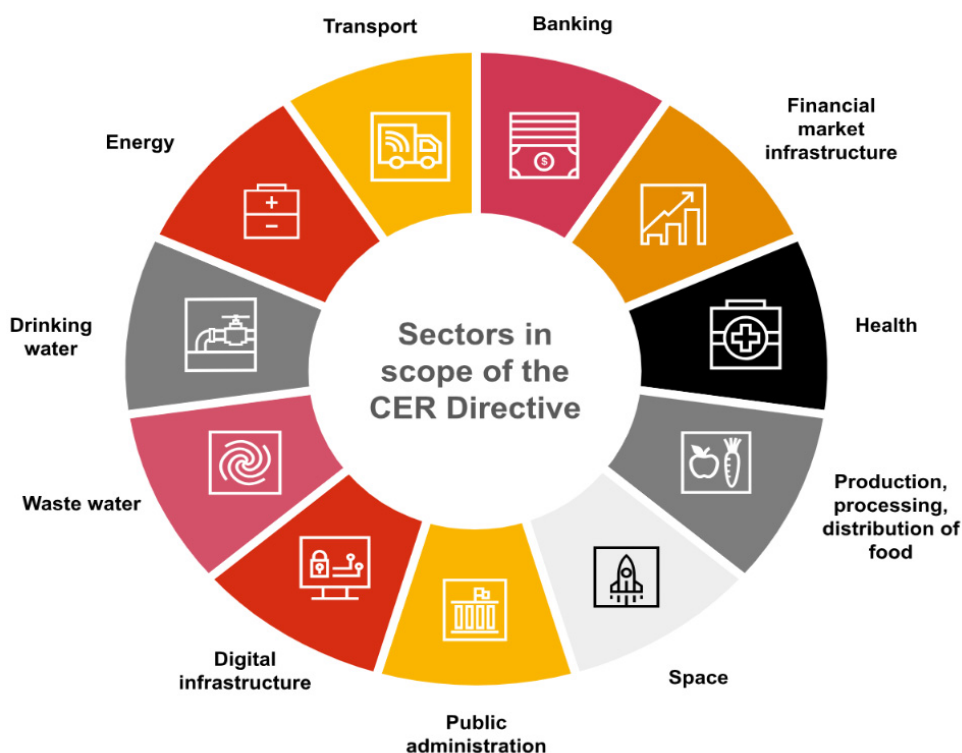 Transport
Banking
Energy
Financial
market
infrastructure
Drinking
water
Sectors in
scope of the
CER Directive
Health
Waste water
Production,
processing,
distribution of
food
Digital
infrastructure
Space
Public
administration
$